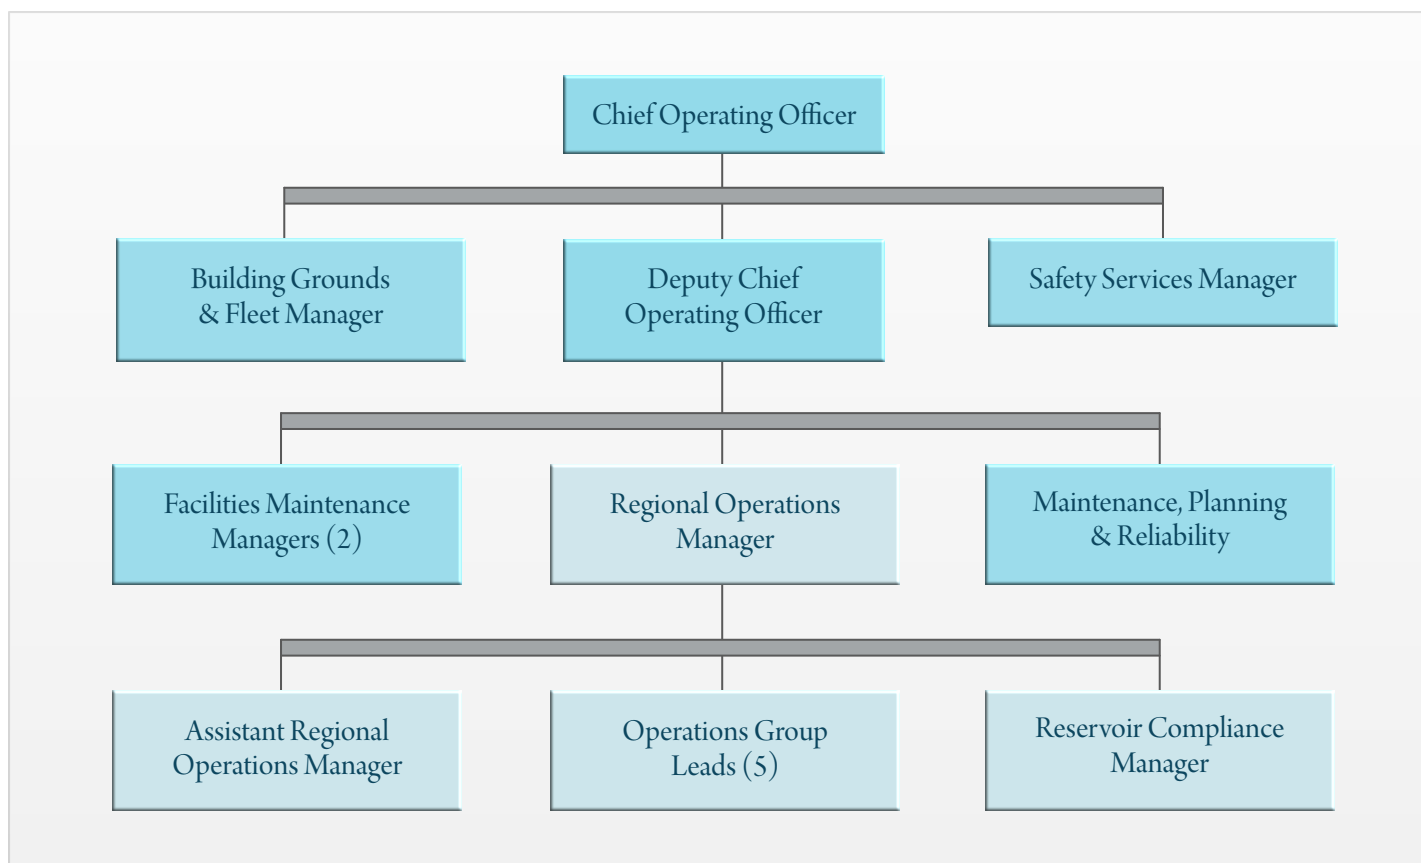 Chief Operating Officer
Building Grounds
& Fleet Manager
Deputy Chief
Operating Officer
Safety Services Manager
Facilities Maintenance
Managers (2)
Regional Operations
Manager
Maintenance, Planning
& Reliability
Assistant Regional
Operations Manager
Operations Group
Leads (5)
Reservoir Compliance
Manager